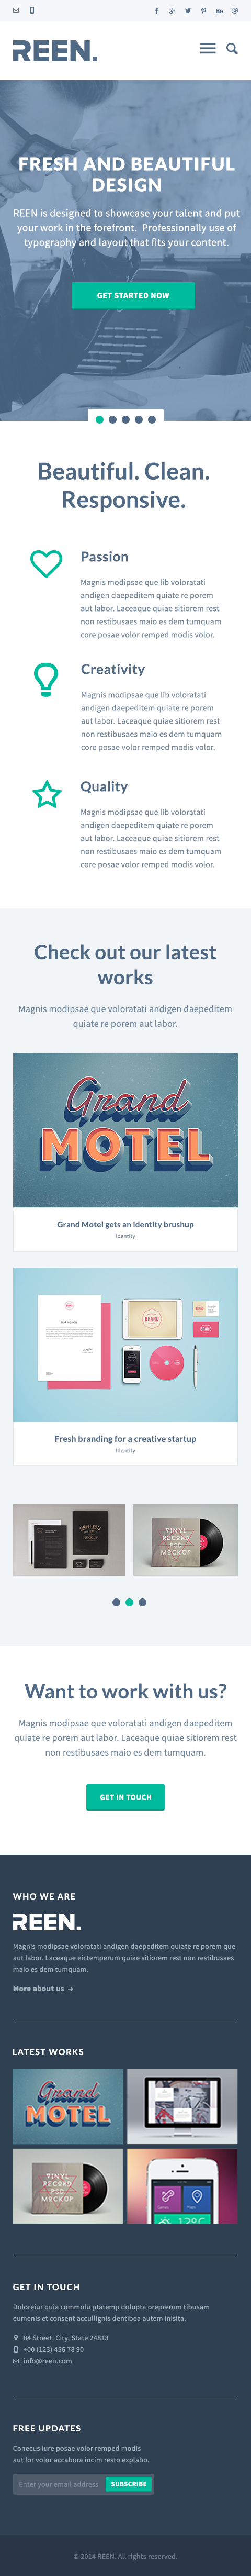 REEN.
FRESH AND BEAUTIFUL
DESIGN
REEN is designed to showcase your talent and put
your work in the forefront. Professionally use of
typography and layout that fits your content.
GET STARTED NOW
Beautiful. Clean.
Responsive.
Passion
Magnis modipsae que lib voloratati
andigen daepeditem quiate re porem
aut labor. Laceaque quiae sitiorem rest
non restibusaes maio es dem tumquam
core posae volor remped modis volor.
Creativity
Magnis modipsae que lib voloratati
andigen daepeditem quiate re porem
aut labor. Laceaque quiae sitiorem rest
non restibusaes maio es dem tumquam
core posae volor remped modis volor.
Quality
Magnis modipsae que lib voloratati
andigen daepeditem quiate re porem
aut labor. Laceaque quiae sitiorem rest
non restibusaes maio es dem tumquam
core posae volor remped modis volor.
Check out our latest
works
Magnis modipsae que voloratati andigen daepeditem
quiate re porem aut labor.
Grand
MOTEL
Grand Motel gets an identity brushup
Identity
BRAND
Fresh branding for a creative startup
Identity
VINYL
RECORD
PSD
MOCKUP
Want to work with us?
Magnis modipsae que voloratati andigen daepeditem
quiate re porem aut labor. Laceaque quiae sitiorem rest
non restibusaes maio es dem tumquam.
GET IN TOUCH
WHO WE ARE
REEN.
Magnis modipsae voloratati andigen daepeditem quiate re porem que
aut labor. Laceaque eictemperum quiae sitiorem rest non restibusaes
maio es dem tumquam.
More about us →
LATEST WORKS
Grand
MOTEL
VINYL
RECORD
PSD
MOCKUP
GET IN TOUCH
Doloreiur quia commolu ptatemp dolupta oreprerum tibusam
eumenis et consent accullignis dentibea autem inisita.
84 Street, City, State 24813
+00 (123) 456 78 90
info@reen.com
FREE UPDATES
Conecus iure posae volor remped modis
aut lor volor accabora incim resto explabo.
Enter your email address
SUBSCRIBE
© 2014 REEN. All rights reserved.